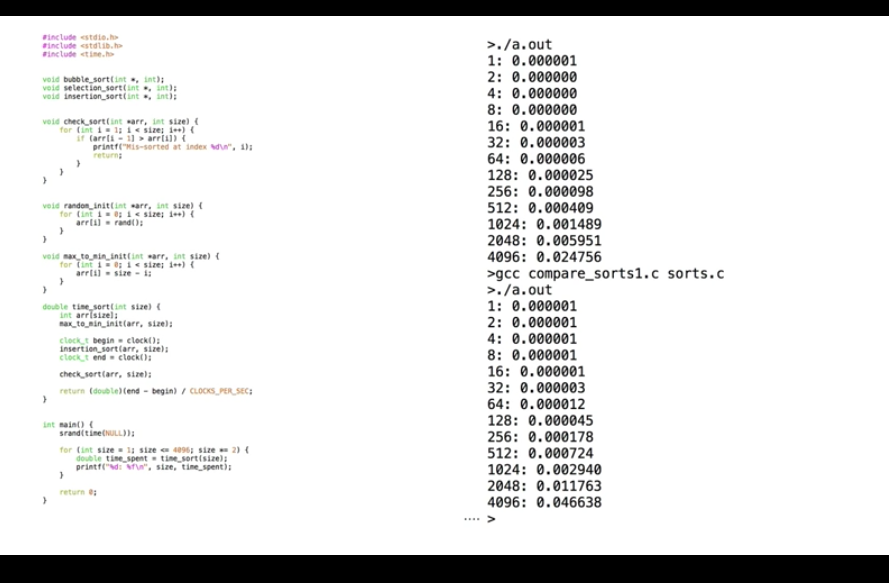 #include <stdio.h>
#include <stdlib.h>
#include <time.h>
void bubble_sort(int *, int);
void selection_sort(int *, int);
void insertion_sort(int *, int);
void check_sort(int *arr, int size) {
for (int i = 1; i < size; i++) {
if (arr[i - 1] > arr[i]) {
printf("Mis-sorted at index %d\n", i);
return;
}
}
}
void random_init(int *arr, int size) {
for (int i = 0; i < size; i++) {
arr[i] = rand();
}
}
void max_to_min_init(int *arr, int size) {
for (int i = 0; i < size; i++) {
arr[i] = size - i;
}
}
double time_sort(int size) {
int arr[size];
max_to_min_init(arr, size);
clock_t begin = clock();
insertion_sort(arr, size);
clock_t end = clock();
check_sort(arr, size);
return (double)(end - begin) / CLOCKS_PER_SEC;
}
int main() {
srand(time(NULL));
for (int size = 1; size <= 4096; size *= 2) {
double time_spent = time_sort(size);
printf("%d: %f\n", size, time_spent);
}
return 0;
}
>./a.out
1: 0.000001
2: 0.000000
4: 0.000000
8: 0.000000
16: 0.000001
32: 0.000003
64: 0.000006
128: 0.000025
256: 0.000098
512: 0.000409
1024: 0.001489
2048: 0.005951
4096: 0.024756
>gcc compare_sorts1.c sorts.c
>./a.out
1: 0.000001
2: 0.000001
4: 0.000001
8: 0.000001
16: 0.000001
32: 0.000003
64: 0.000012
128: 0.000045
256: 0.000178
512: 0.000724
1024: 0.002940
2048: 0.011763
4096: 0.046638
.... >